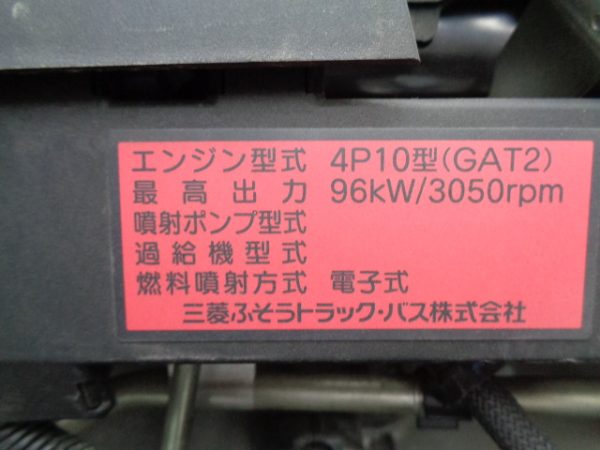 エンジン型式 4P10型(GAT2)
最高出力 96kW/3050rpm
噴射ポンプ型式
過給機型式
燃料噴射方式 電子式
三菱ふそうトラック・バス株式会社